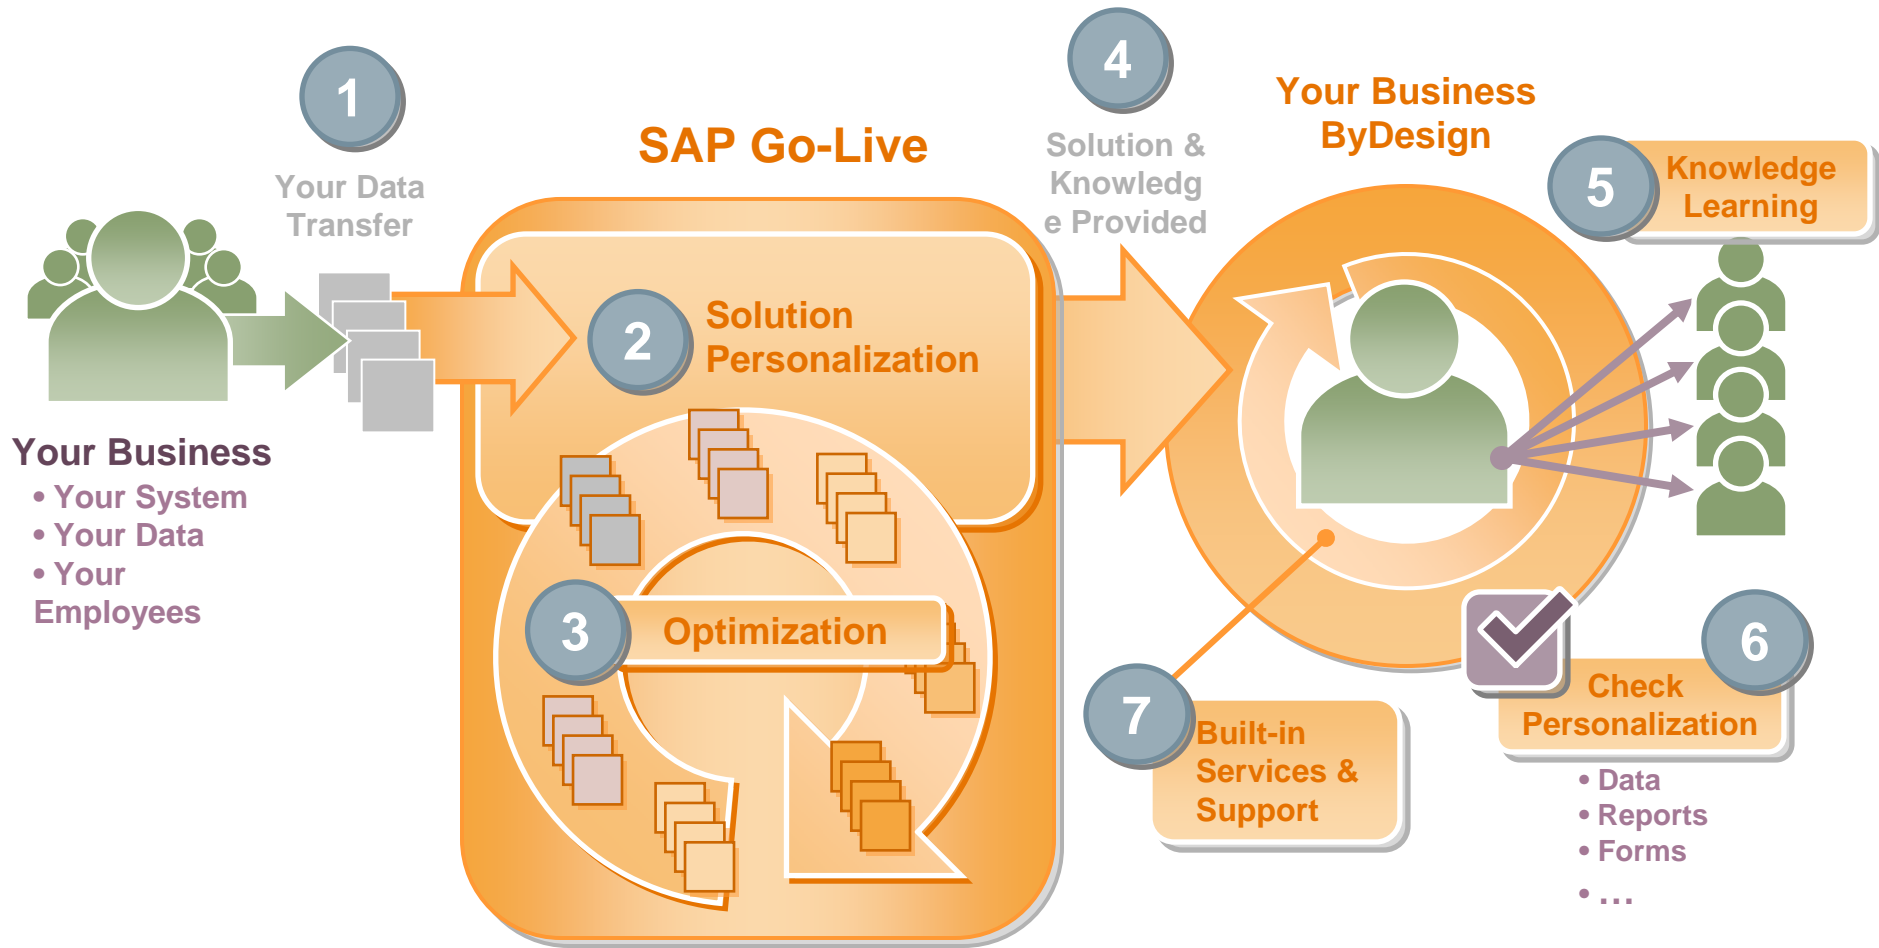 1
Your Data
Transfer
SAP Go-Live
4
Solution &
Knowledg
e Provided
Your Business
ByDesign
5
Knowledge
Learning
2
Solution
Personalization
Your Business
• Your System
• Your Data
• Your
Employees
3
Optimization
6
Check
Personalization
• Data
• Reports
• Forms
• ...
7
Built-in
Services &
Support